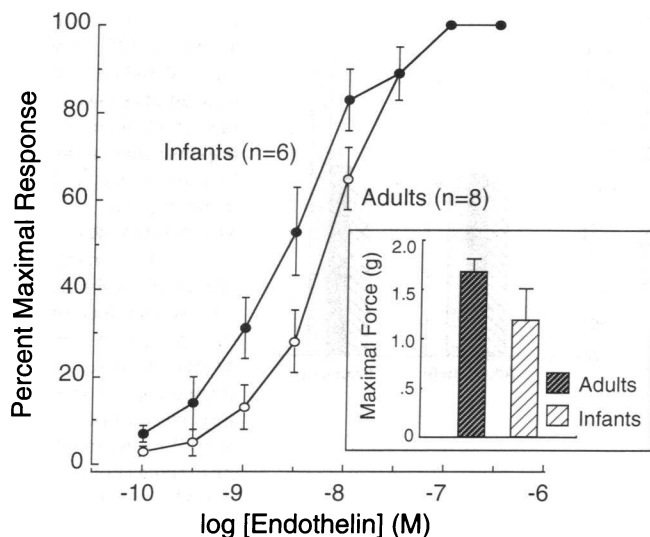 Percent Maximal Response
100
80
60
40
20
0
Infants (n=6)
Adults (n=8)
Maximal Force (g)
2.0
1.5
1.0
.5
0
Adults
Infants
-10
-9
-8
-7
-6
log [Endothelin] (M)